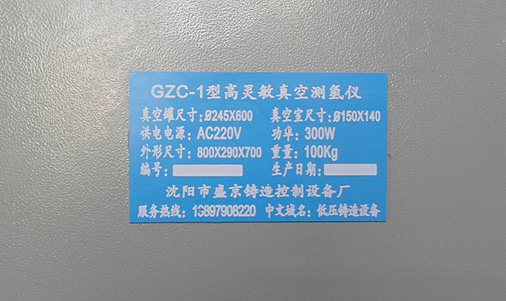 GZC-1型高灵敏真空测氢仪
真空罐尺寸：Ø245X600 真空室尺寸：Ø150X140
供电电源：AC220V 功率：300W
外形尺寸：800X290X700 重量：100Kg
编号： 生产日期：
沈阳市盛京铸造控制设备厂
服务热线：13897908220 中文域名：低压铸造设备